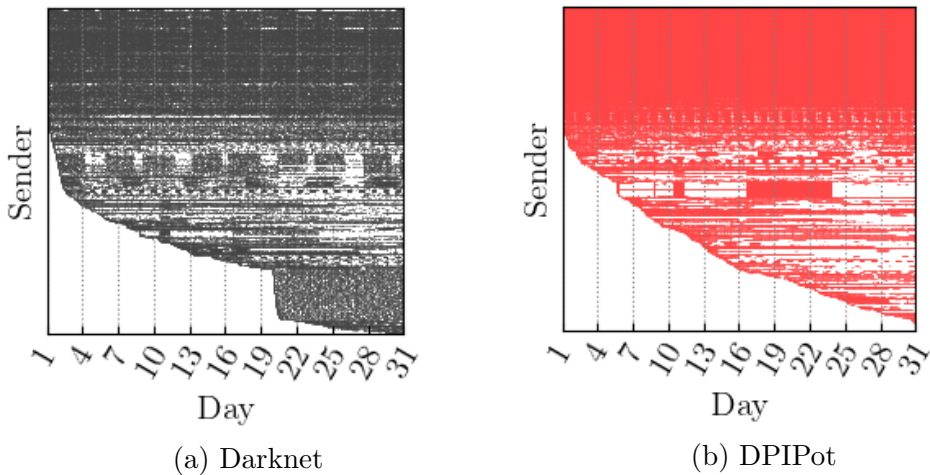 Sender
1 4 7 10 13 16 19 22 25 28 31
Day
(a) Darknet
Sender
1 4 7 10 13 16 19 22 25 28 31
Day
(b) DPIPot